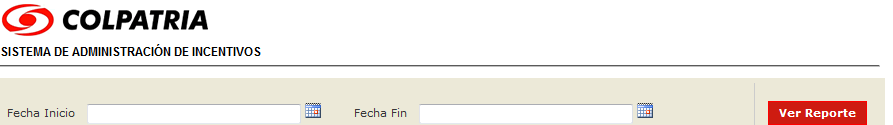 COLPATRIA
SISTEMA DE ADMINISTRACIÓN DE INCENTIVOS
Fecha Inicio Fecha Fin Ver Reporte